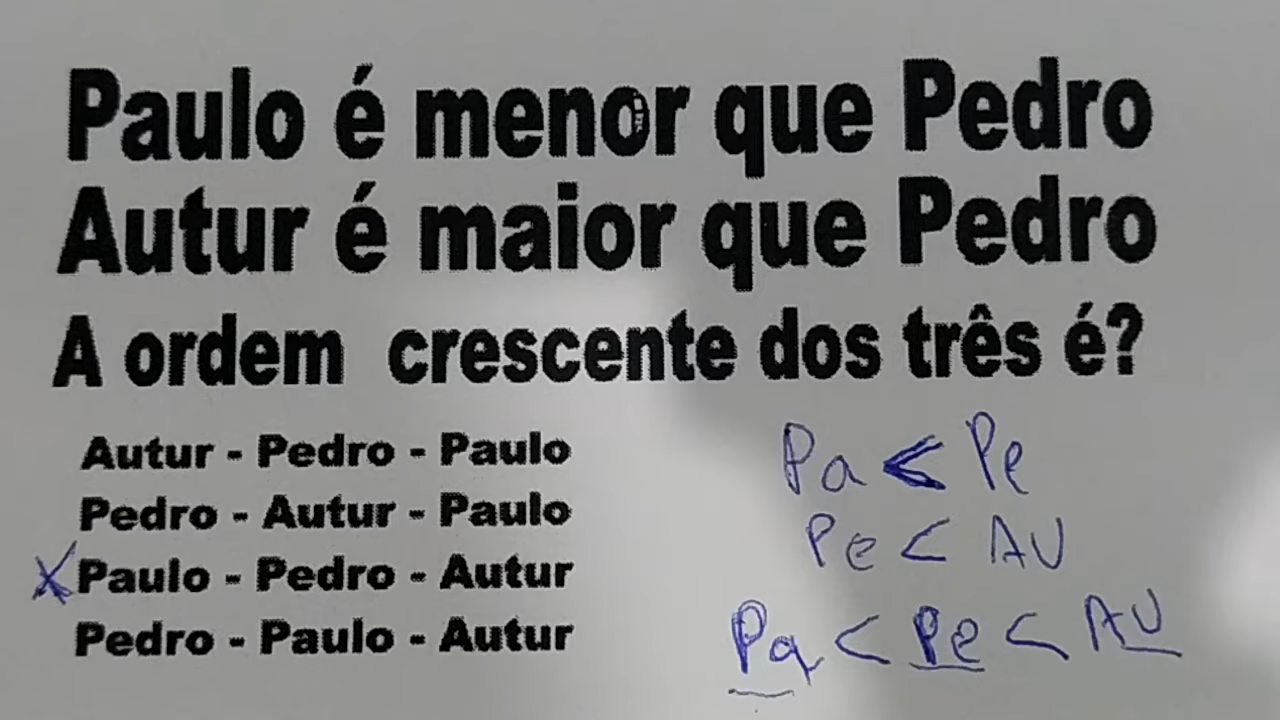 Paulo é menor que Pedro
Autur é maior que Pedro
A ordem crescente dos três é?
Autur - Pedro - Paulo
Pedro - Autur - Paulo
X Paulo - Pedro - Autur
Pedro - Paulo - Autur
Pa < Pe
Pe < AU
Pa < Pe < AU